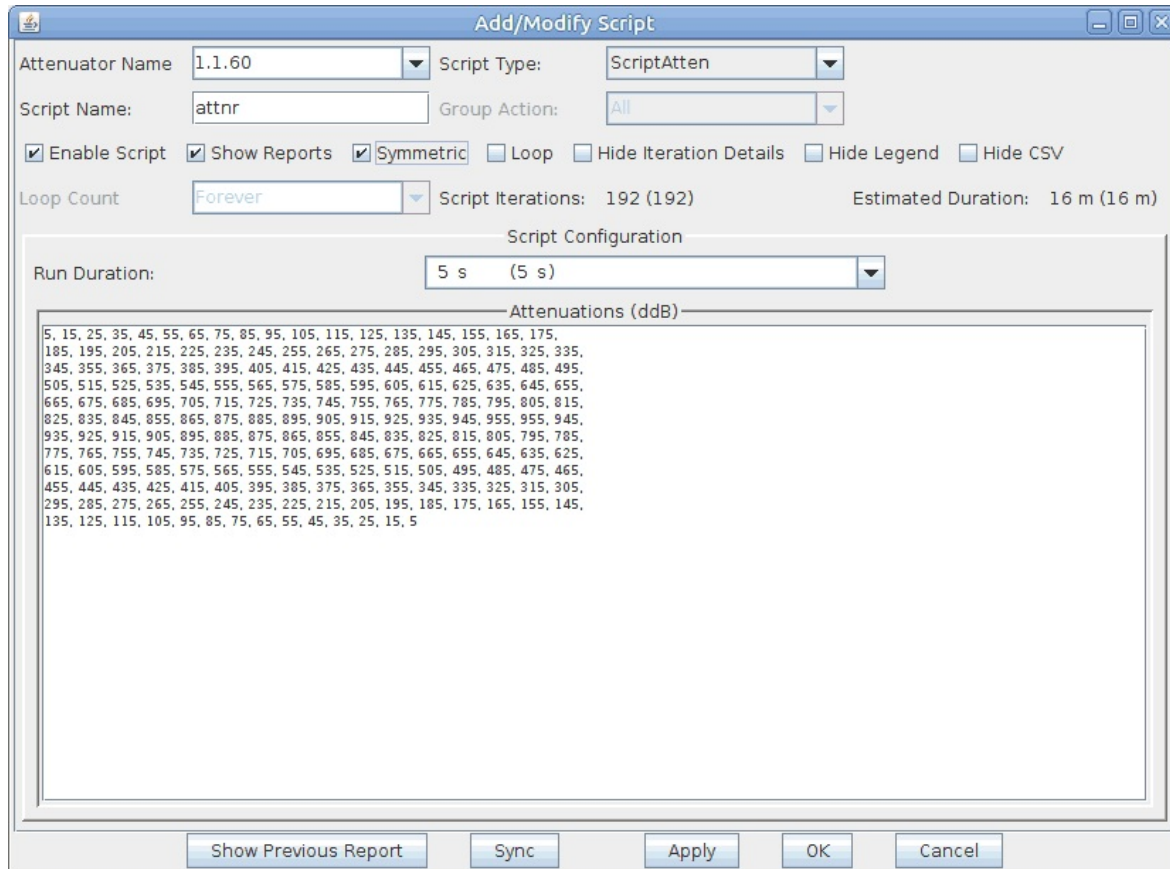 Add/Modify Script
Attenuator Name 1.1.60 Script Type: ScriptAtten
Script Name: attnr Group Action: All
Enable Script Show Reports Symmetric Loop Hide Iteration Details Hide Legend Hide CSV
Loop Count Forever Script Iterations: 192 (192) Estimated Duration: 16 m (16 m)
Script Configuration
Run Duration: 5 s (5 s)
Attenuations (ddB)
5, 15, 25, 35, 45, 55, 65, 75, 85, 95, 105, 115, 125, 135, 145, 155, 165, 175,
185, 195, 205, 215, 225, 235, 245, 255, 265, 275, 285, 295, 305, 315, 325, 335,
345, 355, 365, 375, 385, 395, 405, 415, 425, 435, 445, 455, 465, 475, 485, 495,
505, 515, 525, 535, 545, 555, 565, 575, 585, 595, 605, 615, 625, 635, 645, 655,
665, 675, 685, 695, 705, 715, 725, 735, 745, 755, 765, 775, 785, 795, 805, 815,
825, 835, 845, 855, 865, 875, 885, 895, 905, 915, 925, 935, 945, 955, 955, 945,
935, 925, 915, 905, 895, 885, 875, 865, 855, 845, 835, 825, 815, 805, 795, 785,
775, 765, 755, 745, 735, 725, 715, 705, 695, 685, 675, 665, 655, 645, 635, 625,
615, 605, 595, 585, 575, 565, 555, 545, 535, 525, 515, 505, 495, 485, 475, 465,
455, 445, 435, 425, 415, 405, 395, 385, 375, 365, 355, 345, 335, 325, 315, 305,
295, 285, 275, 265, 255, 245, 235, 225, 215, 205, 195, 185, 175, 165, 155, 145,
135, 125, 115, 105, 95, 85, 75, 65, 55, 45, 35, 25, 15, 5
Show Previous Report Sync Apply OK Cancel